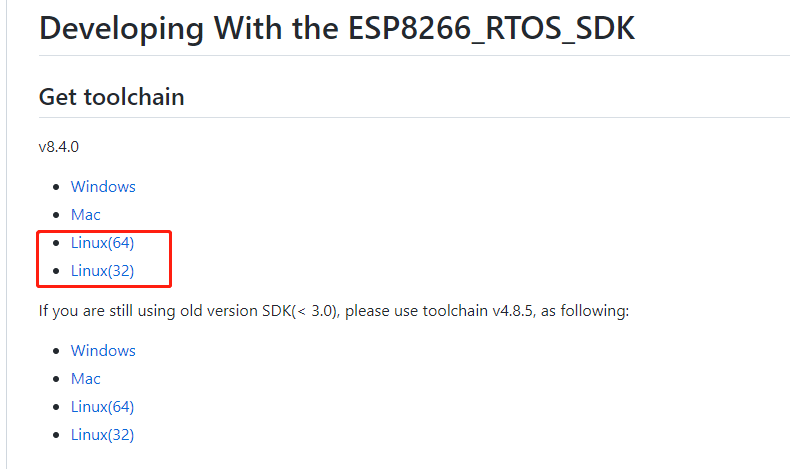 Developing With the ESP8266_RTOS_SDK
Get toolchain
v8.4.0
Windows
Mac
Linux(64)
Linux(32)
If you are still using old version SDK(< 3.0), please use toolchain v4.8.5, as following:
Windows
Mac
Linux(64)
Linux(32)